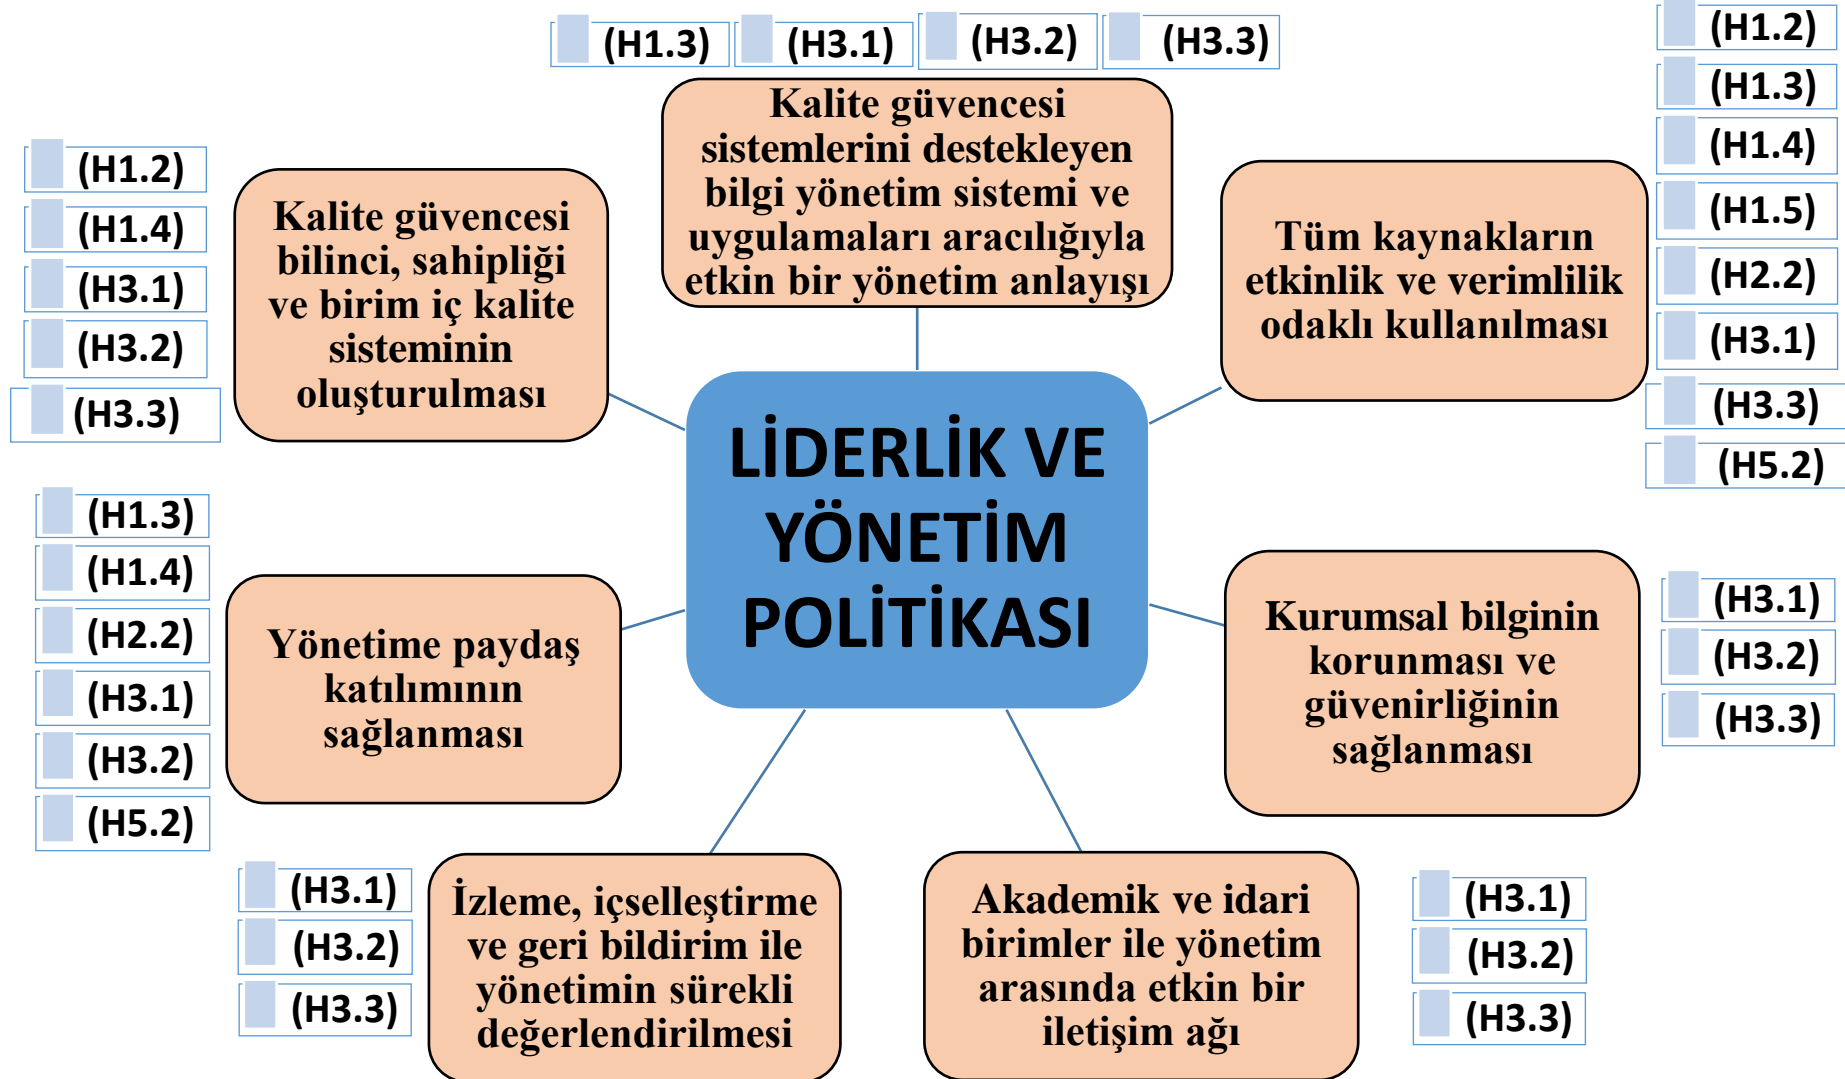 (H1.3) (H3.1) (H3.2) (H3.3)
Kalite güvencesi
sistemlerini destekleyen
bilgi yönetim sistemi ve
uygulamaları aracılığıyla
etkin bir yönetim anlayışı
(H1.2)
(H1.3)
(H1.4)
(H1.5)
(H2.2)
(H3.1)
(H3.3)
(H5.2)
Tüm kaynakların
etkinlik ve verimlilik
odaklı kullanılması
(H1.2)
(H1.4)
(H3.1)
(H3.2)
(H3.3)
Kalite güvencesi
bilinci, sahipliği
ve birim iç kalite
sisteminin
oluşturulması
LİDERLİK VE
YÖNETİM
POLİTİKASI
(H1.3)
(H1.4)
(H2.2)
(H3.1)
(H3.2)
(H5.2)
Yönetime paydaş
katılımının
sağlanması
Kurumsal bilginin
korunması ve
güvenirliğinin
sağlanması
(H3.1)
(H3.2)
(H3.3)
(H3.1)
(H3.2)
(H3.3)
İzleme, içselleştirme
ve geri bildirim ile
yönetimin sürekli
değerlendirilmesi
Akademik ve idari
birimler ile yönetim
arasında etkin bir
iletişim ağı
(H3.1)
(H3.2)
(H3.3)